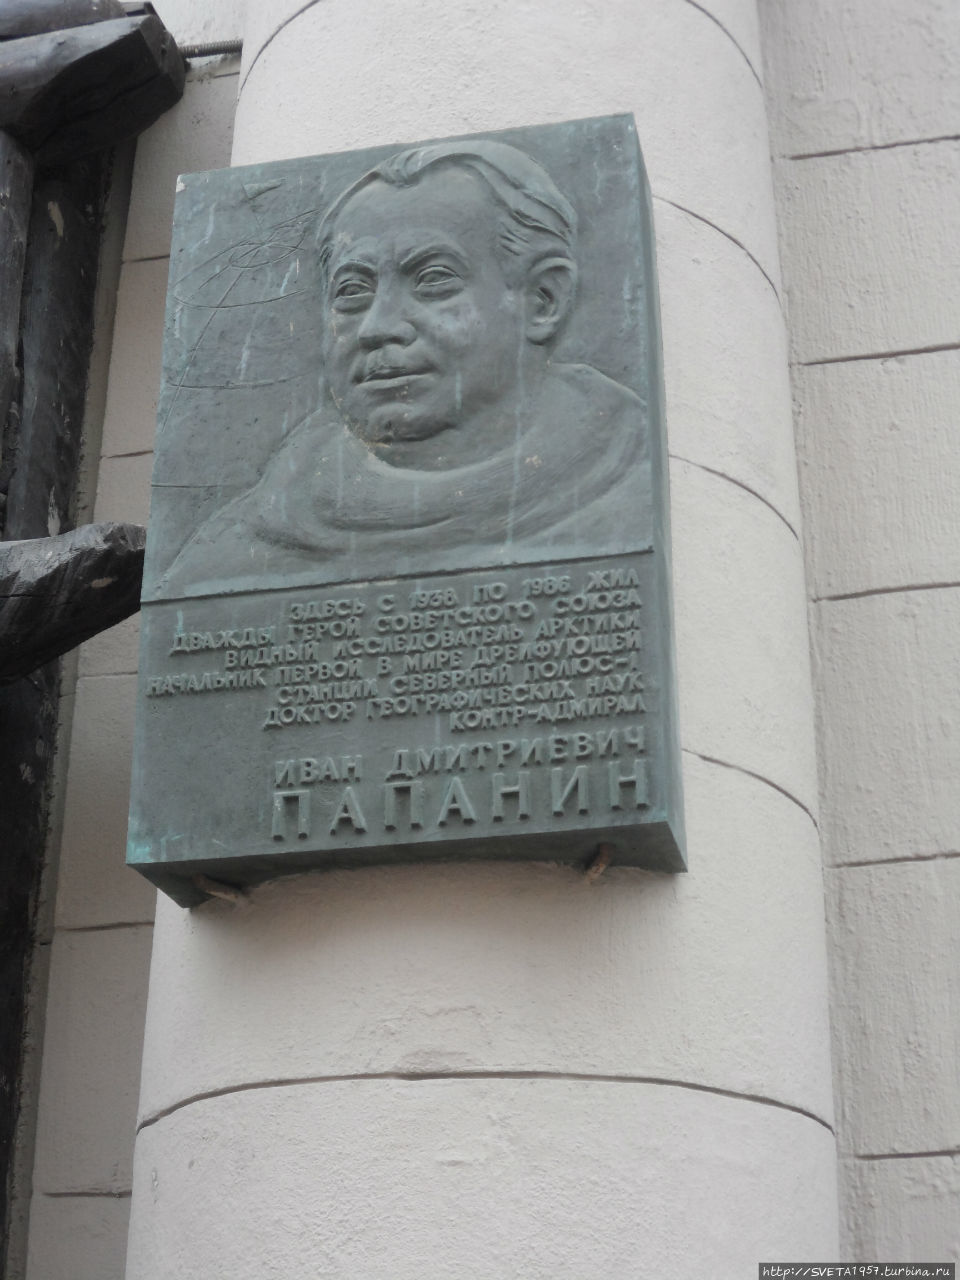 ЗДЕСЬ С 1938 ПО 1986 ЖИЛ
ДВАЖДЫ ГЕРОЙ СОВЕТСКОГО СОЮЗА
ВИДНЫЙ ИССЛЕДОВАТЕЛЬ АРКТИКИ
НАЧАЛЬНИК ПЕРВОЙ В МИРЕ ДРЕЙФУЮЩЕЙ
СТАНЦИИ СЕВЕРНЫЙ ПОЛЮС-1
ДОКТОР ГЕОГРАФИЧЕСКИХ НАУК
КОНТР-АДМИРАЛ
ИВАН ДМИТРИЕВИЧ
ПАПАНИН
http://SVETA1957.turbina.ru